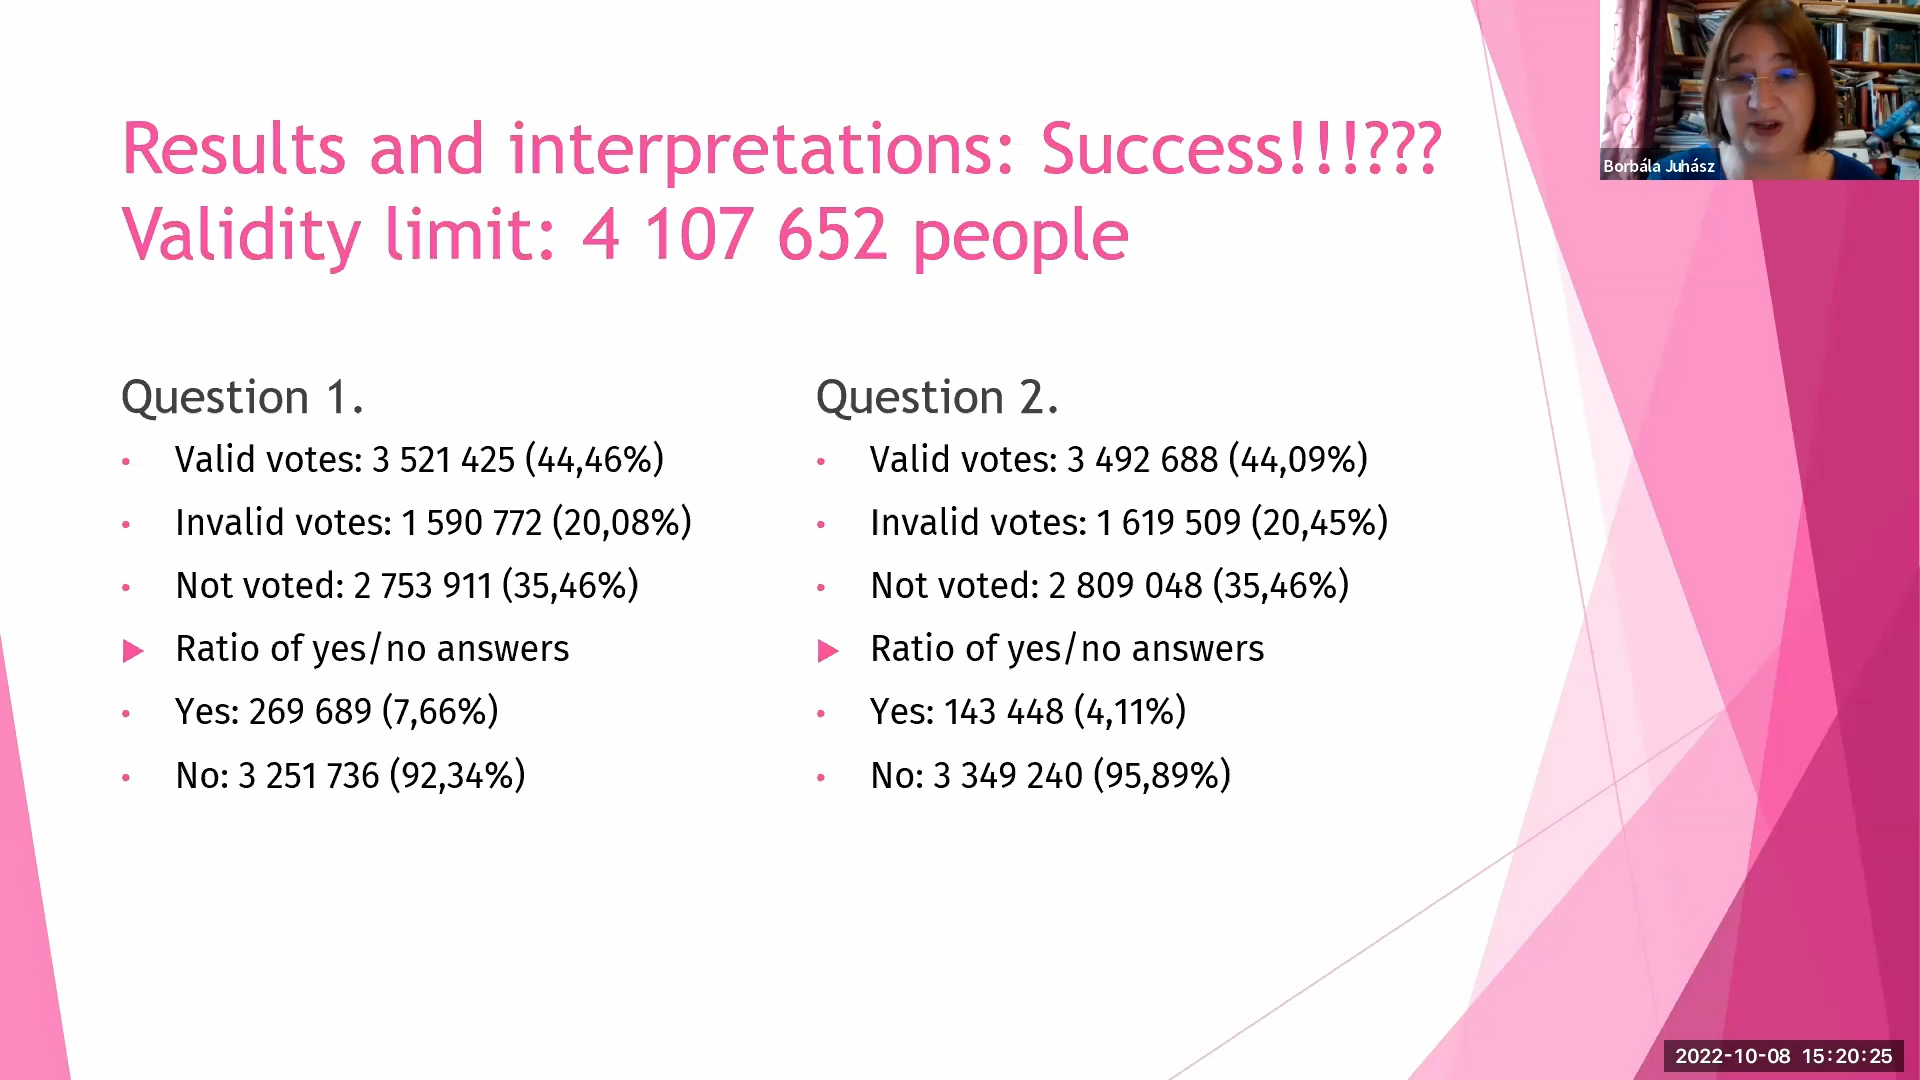 Results and interpretations: Success!!!???
Validity limit: 4 107 652 people
Borbála Juhász
Question 1.
• Valid votes: 3 521 425 (44,46%)
• Invalid votes: 1 590 772 (20,08%)
• Not voted: 2 753 911 (35,46%)
▶ Ratio of yes/no answers
• Yes: 269 689 (7,66%)
• No: 3 251 736 (92,34%)
Question 2.
• Valid votes: 3 492 688 (44,09%)
• Invalid votes: 1 619 509 (20,45%)
• Not voted: 2 809 048 (35,46%)
▶ Ratio of yes/no answers
• Yes: 143 448 (4,11%)
• No: 3 349 240 (95,89%)
2022-10-08 15:20:25